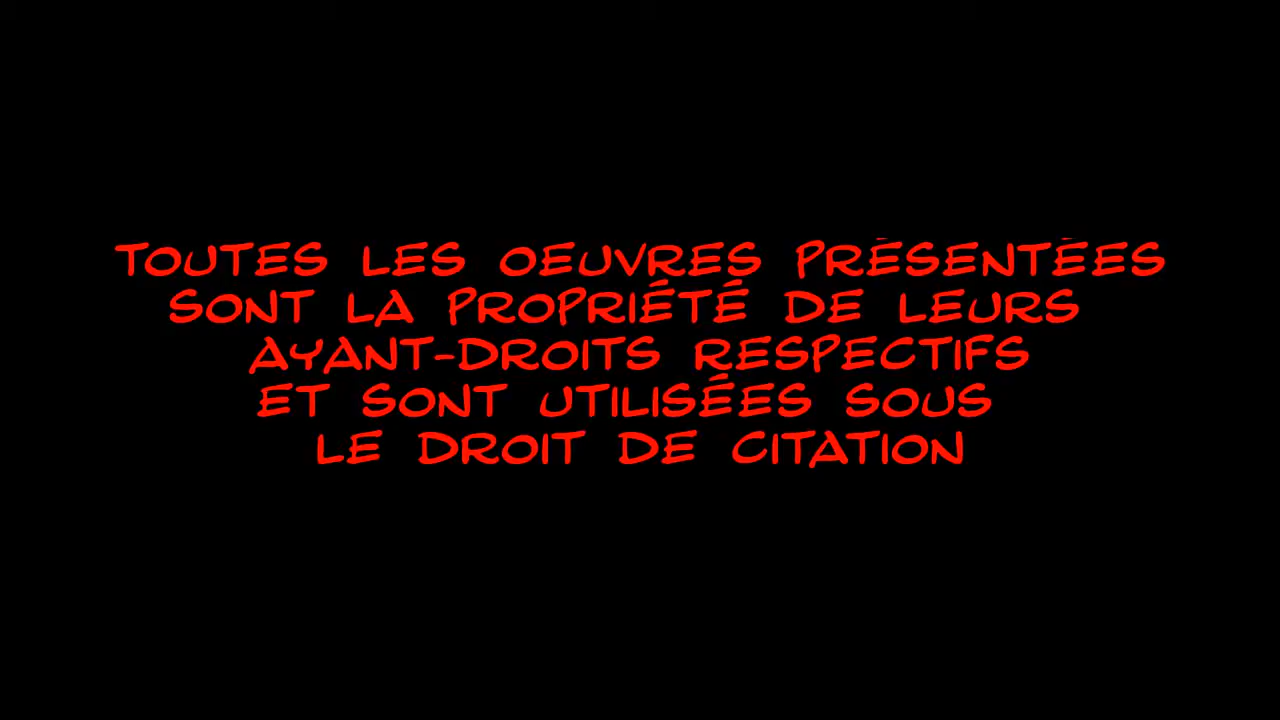 TOUTES LES OEUVRES PRÉSENTÉES
SONT LA PROPRIÉTÉ DE LEURS
AYANT-DROITS RESPECTIFS
ET SONT UTILISÉES SOUS
LE DROIT DE CITATION